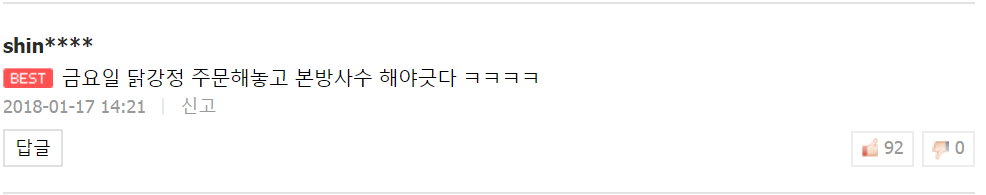 shin****
BEST 금요일 닭강정 주문해놓고 본방사수 해야긋다 ㅋㅋㅋㅋ
2018-01-17 14:21 신고
답글 92 0